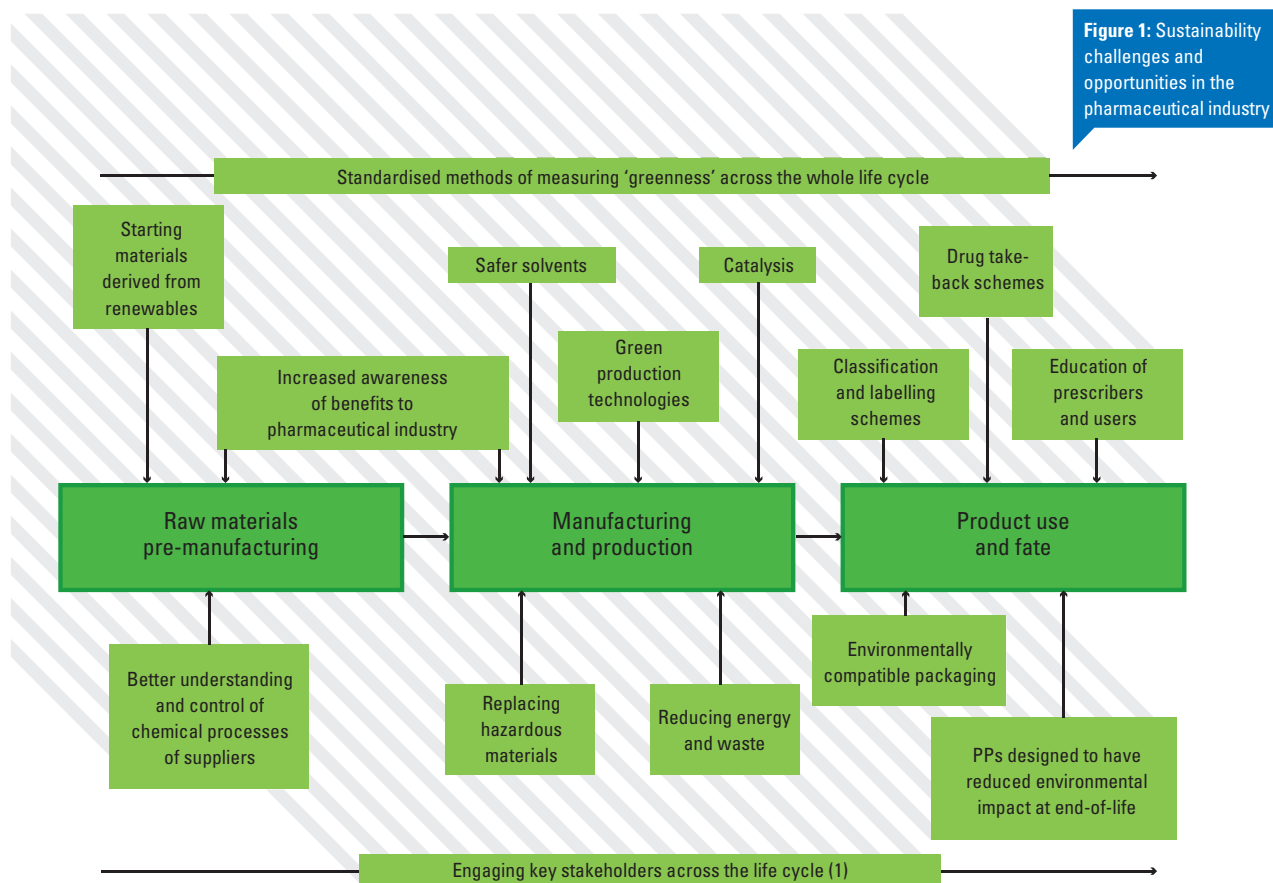 Figure 1: Sustainability
challenges and
opportunities in the
pharmaceutical industry
Standardised methods of measuring ‘greenness’ across the whole life cycle
Starting
materials
derived from
renewables
Safer solvents
Catalysis
Drug take-
back schemes
Increased awareness
of benefits to
pharmaceutical industry
Green
production
technologies
Classification
and labelling
schemes
Education of
prescribers
and users
Raw materials
pre-manufacturing
Manufacturing
and production
Product use
and fate
Better understanding
and control of
chemical processes
of suppliers
Replacing
hazardous
materials
Reducing energy
and waste
Environmentally
compatible packaging
PPs designed to have
reduced environmental
impact at end-of-life
Engaging key stakeholders across the life cycle (1)